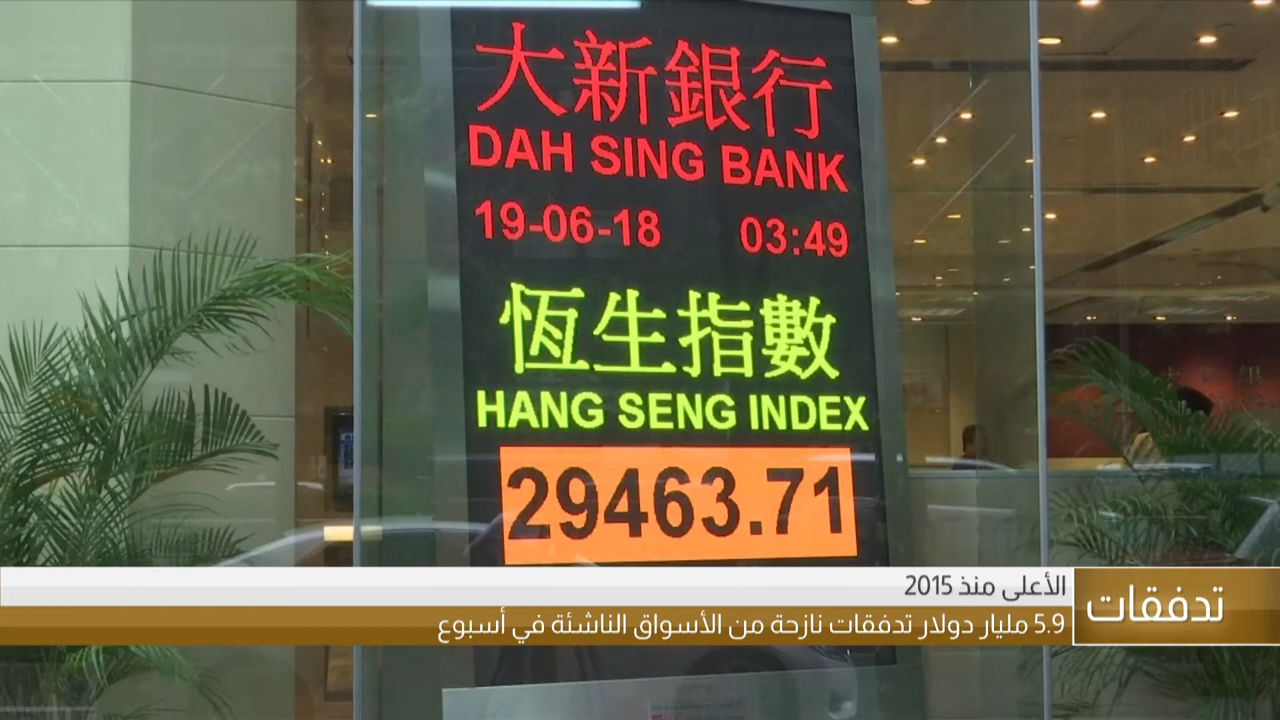 大新銀行
DAH SING BANK
19-06-18 03:49
恆生指數
HANG SENG INDEX
29463.71
تدفقات
الأعلى منذ 2015
5.9 مليار دولار تدفقات نازحة من الأسواق الناشئة في أسبوع